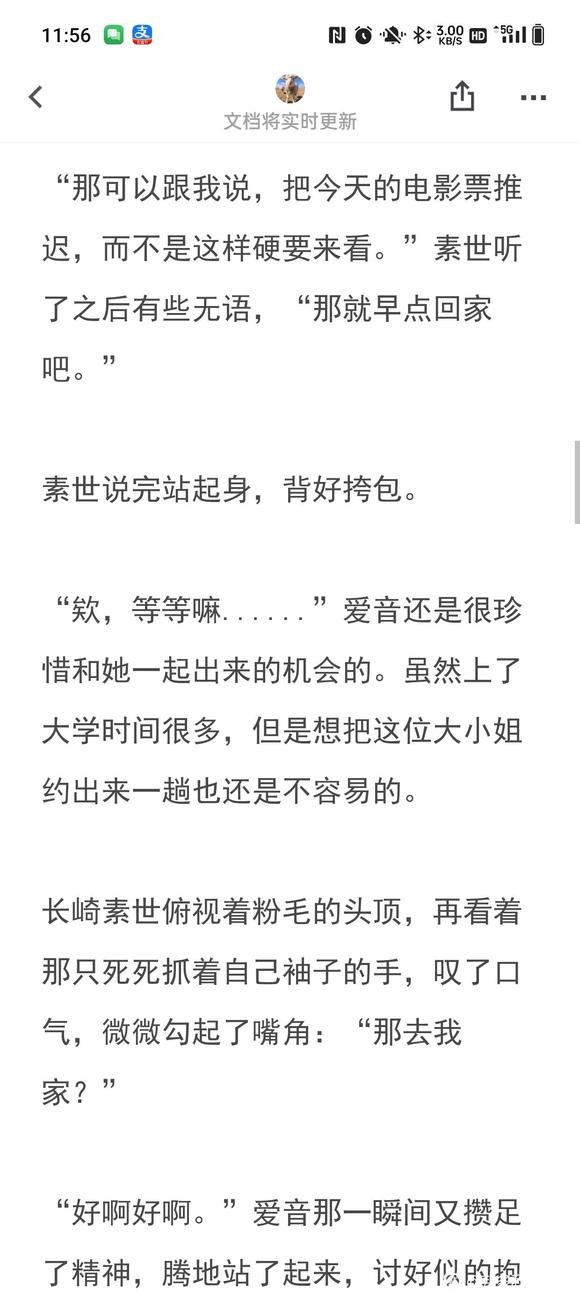 11:56
3.00
KB/S
HD
5G
文档将实时更新
“那可以跟我说，把今天的电影票推
迟，而不是这样硬要来看。”素世听
了之后有些无语，“那就早点回家
吧。”
素世说完站起身，背好挎包。
“欸，等等嘛......”爱音还是很珍
惜和她一起出来的机会的。虽然上了
大学时间很多，但是想把这位大小姐
约出来一趟也还是不容易的。
长崎素世俯视着粉毛的头顶，再看着
那只死死抓着自己袖子的手，叹了口
气，微微勾起了嘴角：“那去我
家？”
“好啊好啊。”爱音那一瞬间又攒足
了精神，腾地站了起来，讨好似的抱